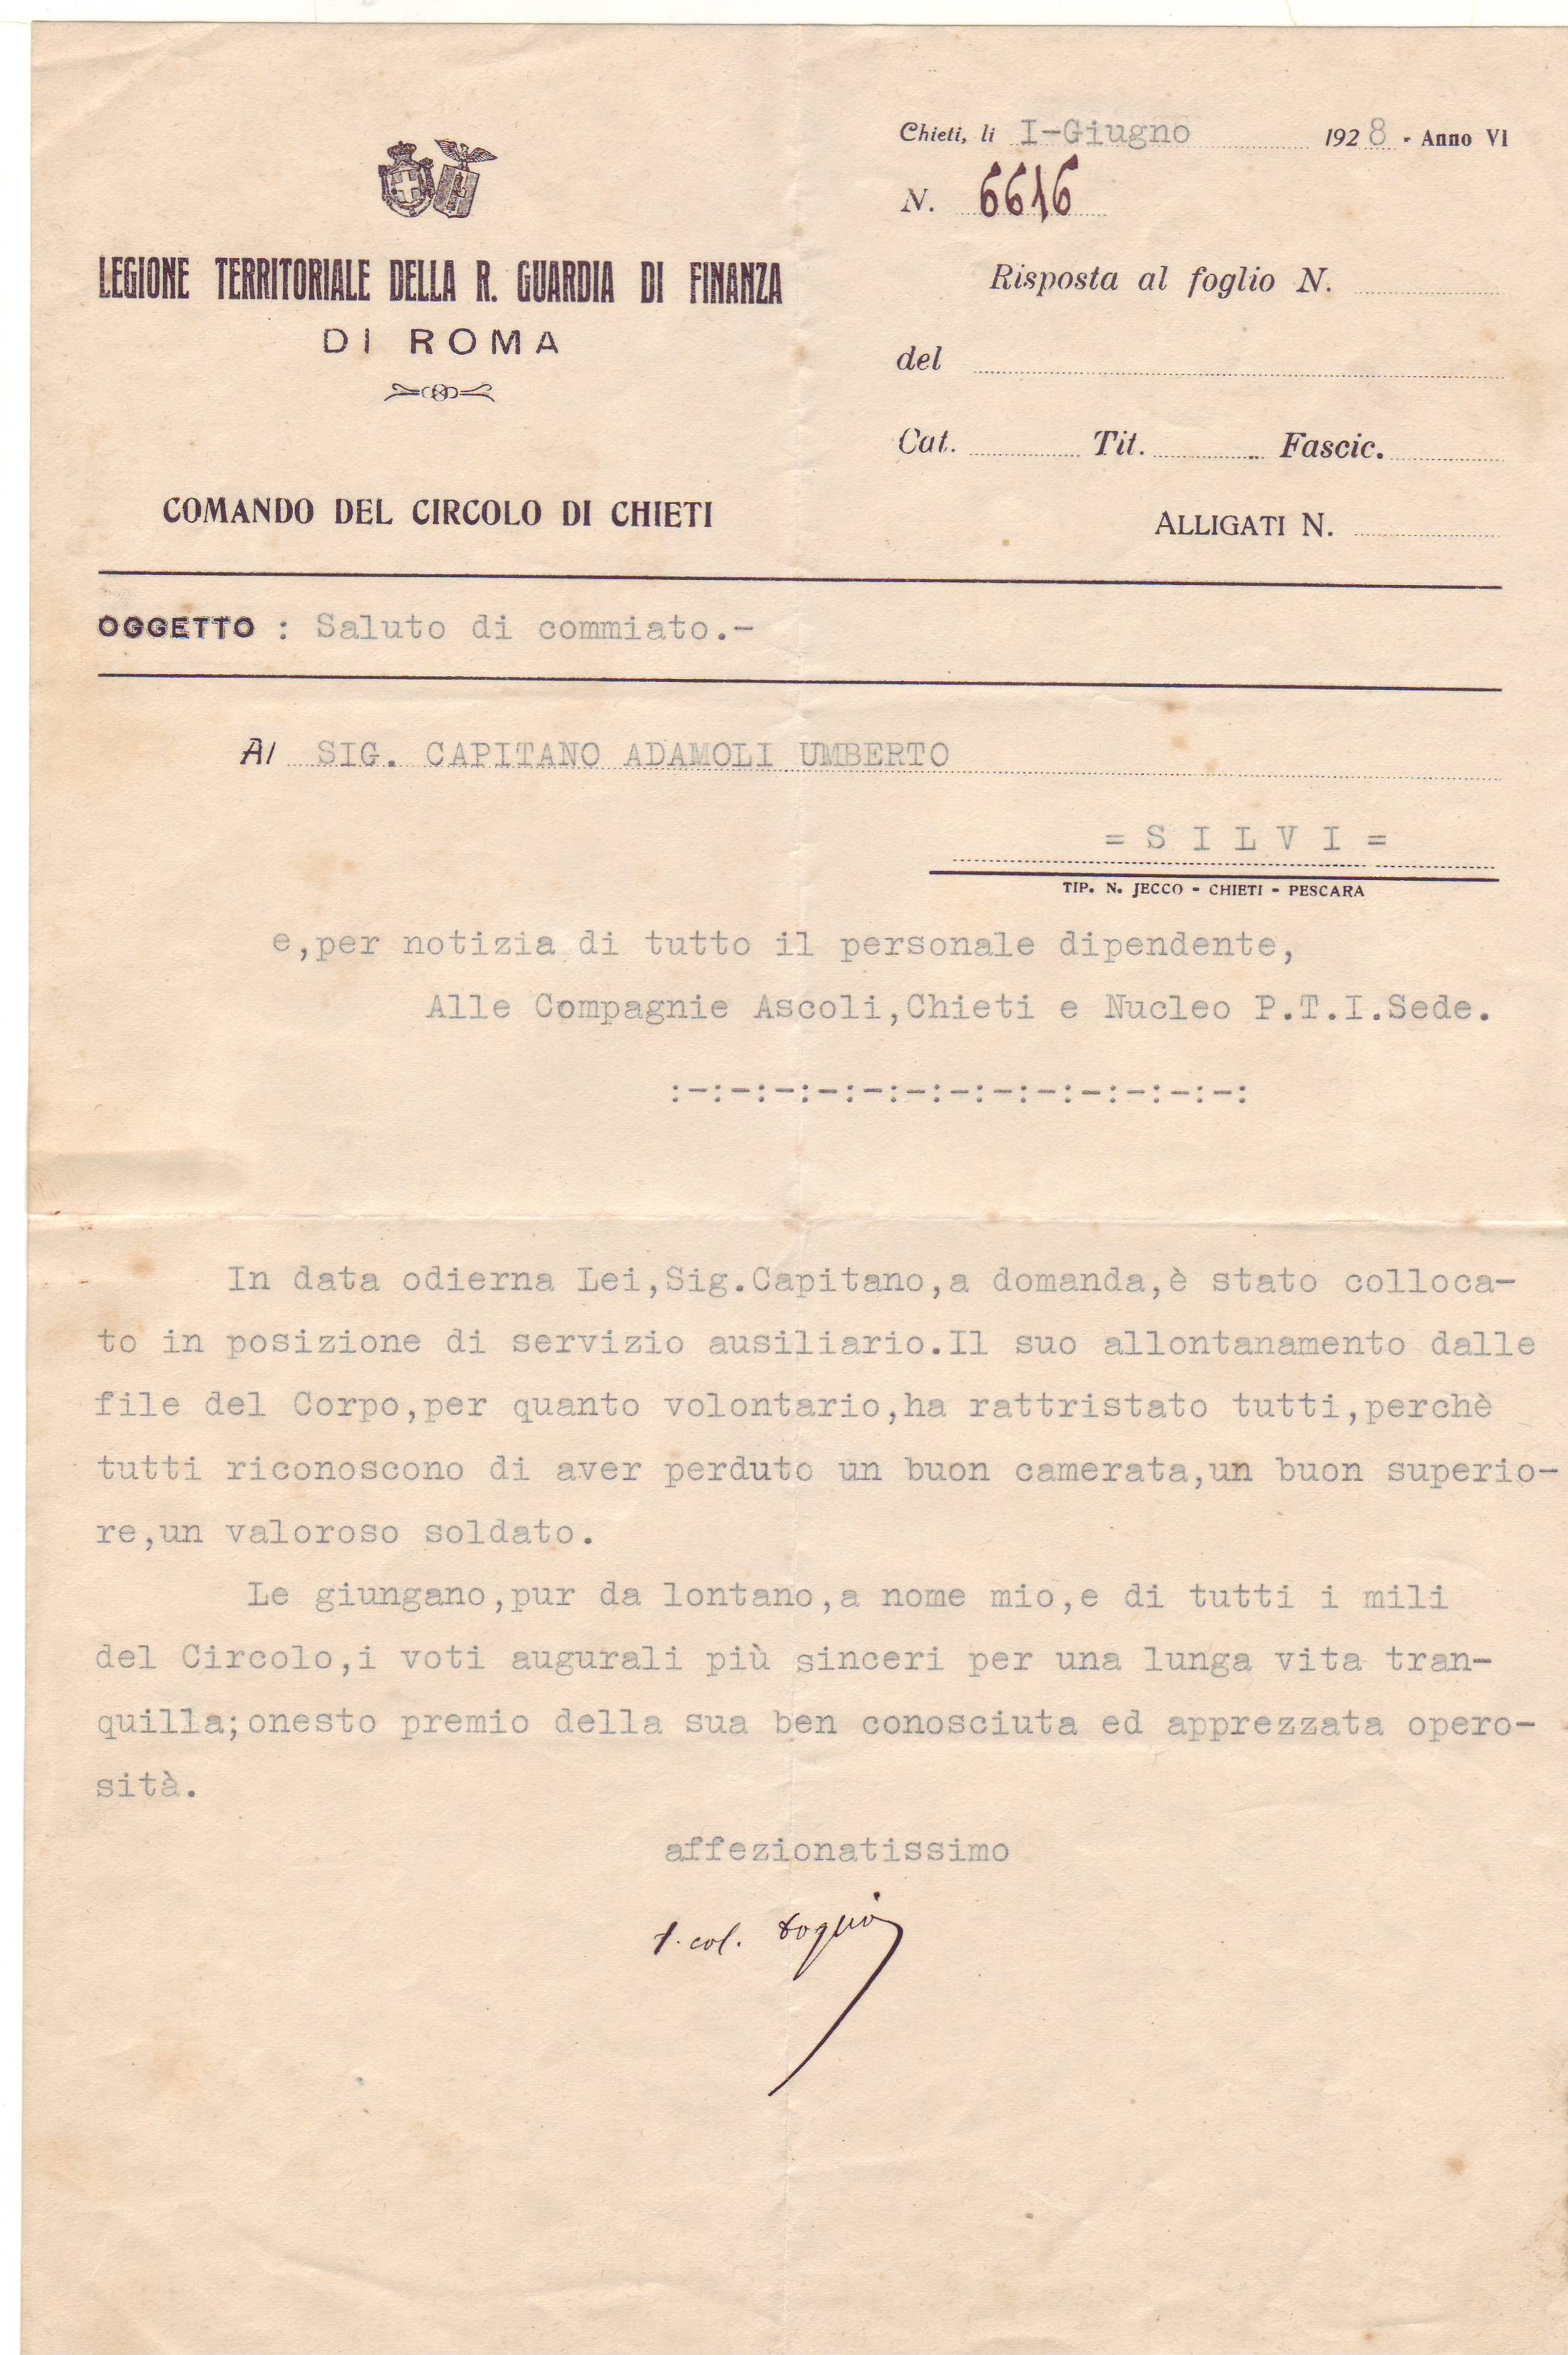 Chieti, li I-Giugno 1928 - Anno VI
N. 6616
LEGIONE TERRITORIALE DELLA R. GUARDIA DI FINANZA
DI ROMA
Risposta al foglio N.
del
Cat. Tit. Fascic.
COMANDO DEL CIRCOLO DI CHIETI
ALLIGATI N.
OGGETTO : Saluto di commiato.-
Al SIG. CAPITANO ADAMOLI UMBERTO
= S I L V I =
TIP. N. JECCO - CHIETI - PESCARA
e,per notizia di tutto il personale dipendente,
Alle Compagnie Ascoli,Chieti e Nucleo P.T.I.Sede.
:-:-:-:-:-:-:-:-:-:-:-:-:-:
In data odierna Lei,Sig.Capitano,a domanda,è stato colloca-
to in posizione di servizio ausiliario.Il suo allontanamento dalle
file del Corpo,per quanto volontario,ha rattristato tutti,perchè
tutti riconoscono di aver perduto un buon camerata,un buon superio-
re,un valoroso soldato.
Le giungano,pur da lontano,a nome mio,e di tutti i mili
del Circolo,i voti augurali più sinceri per una lunga vita tran-
quilla;onesto premio della sua ben conosciuta ed apprezzata opero-
sità.
affezionatissimo
t. col.